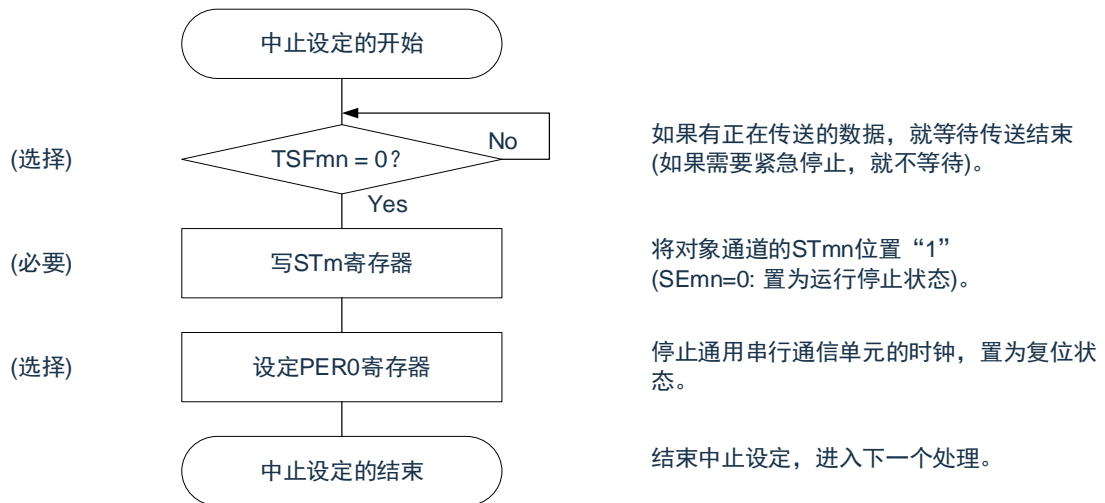 中止设定的开始
No
(选择)
TSFmn = 0?
如果有正在传送的数据，就等待传送结束
(如果需要紧急停止，就不等待)。
Yes
(必要)
写STm寄存器
将对象通道的STmn位置“1”
(SEmn=0: 置为运行停止状态)。
(选择)
设定PER0寄存器
停止通用串行通信单元的时钟，置为复位状
态。
中止设定的结束
结束中止设定，进入下一个处理。